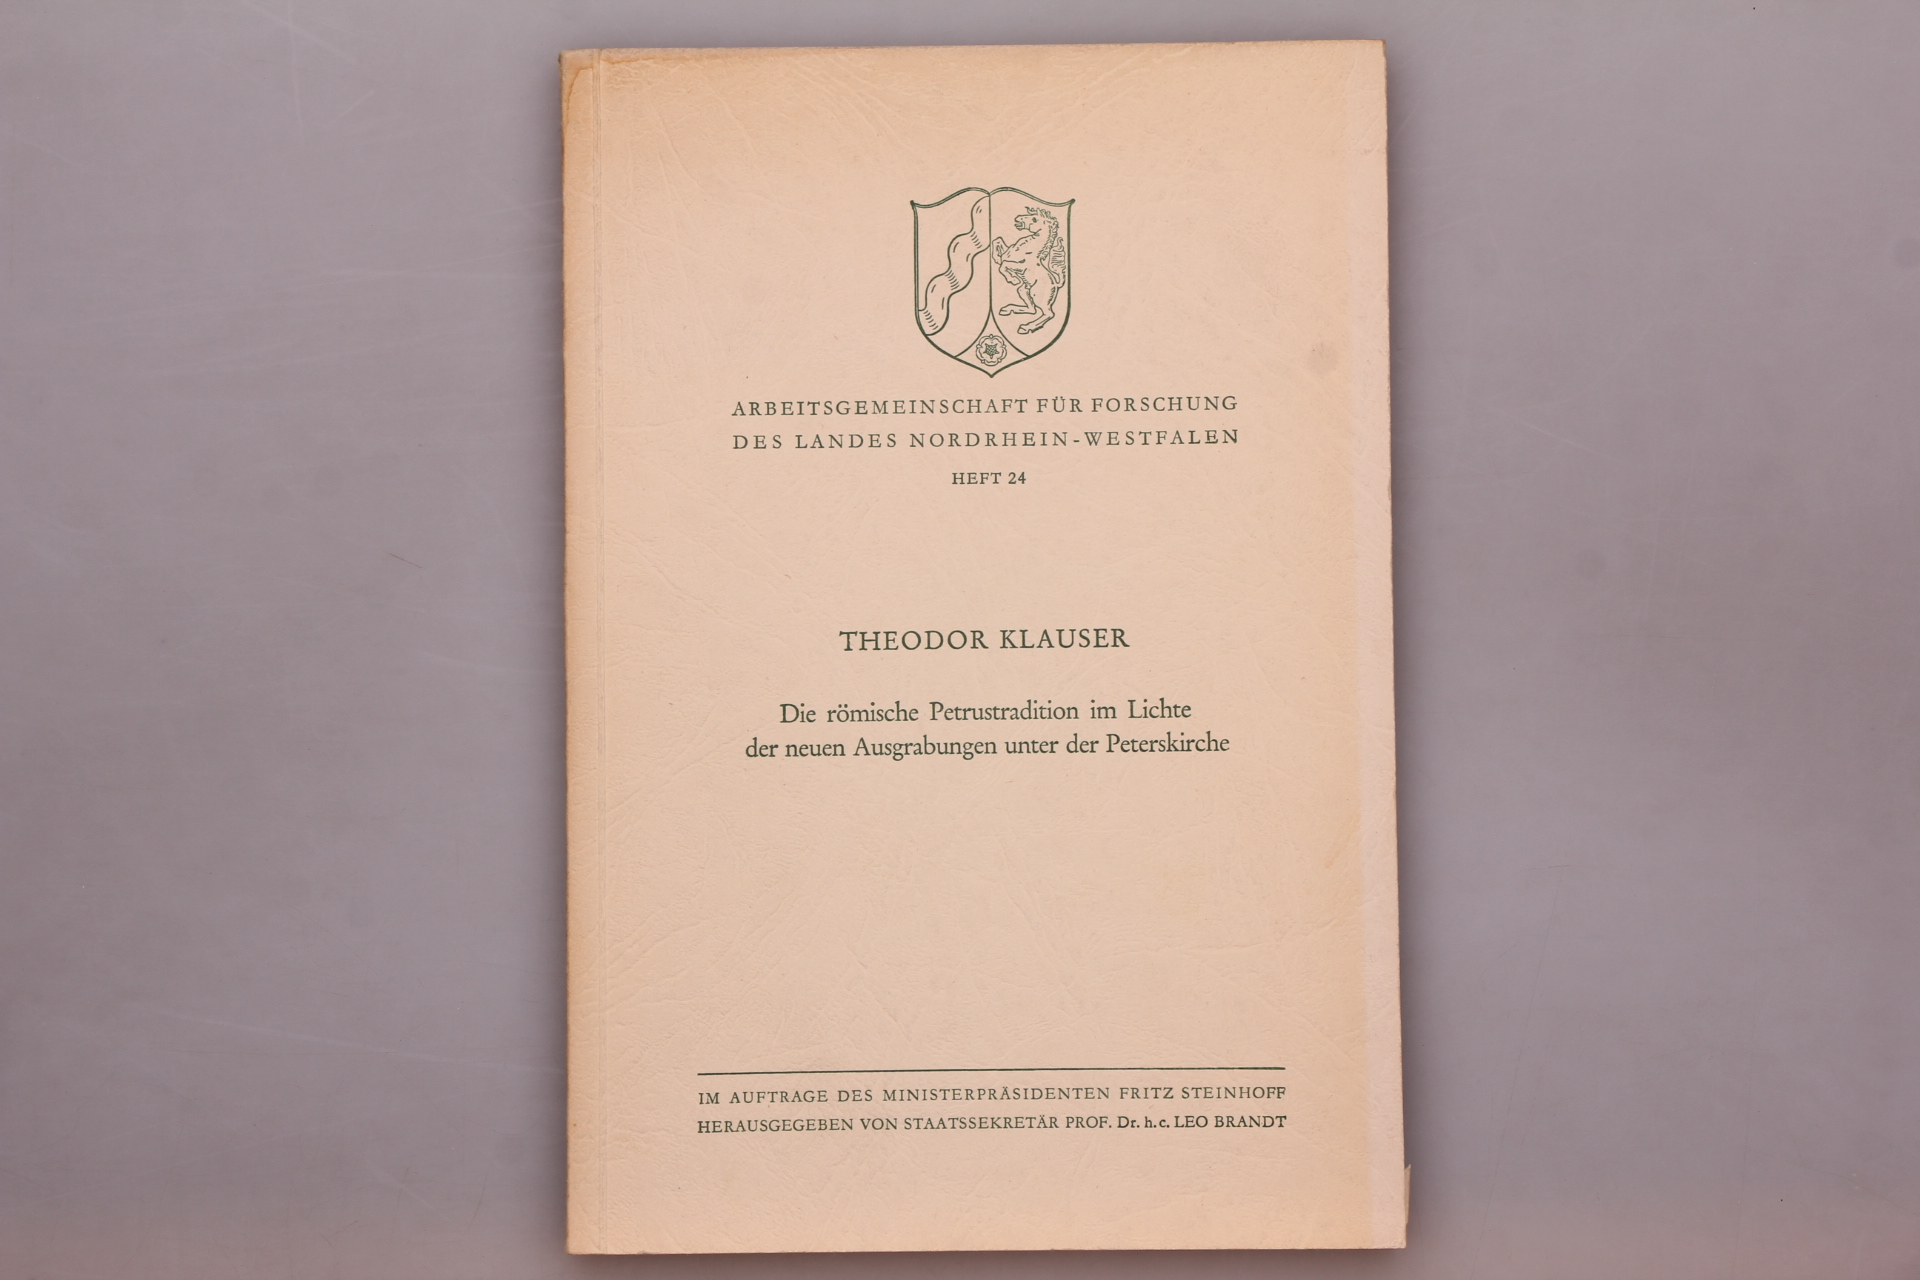 ARBEITSGEMEINSCHAFT FÜR FORSCHUNG
DES LANDES NORDRHEIN-WESTFALEN
HEFT 24
THEODOR KLAUSER
Die römische Petrustradition im Lichte
der neuen Ausgrabungen unter der Peterskirche
IM AUFTRAGE DES MINISTERPRÄSIDENTEN FRITZ STEINHOFF
HERAUSGEGEBEN VON STAATSSEKRETÄR PROF. Dr. h.c. LEO BRANDT